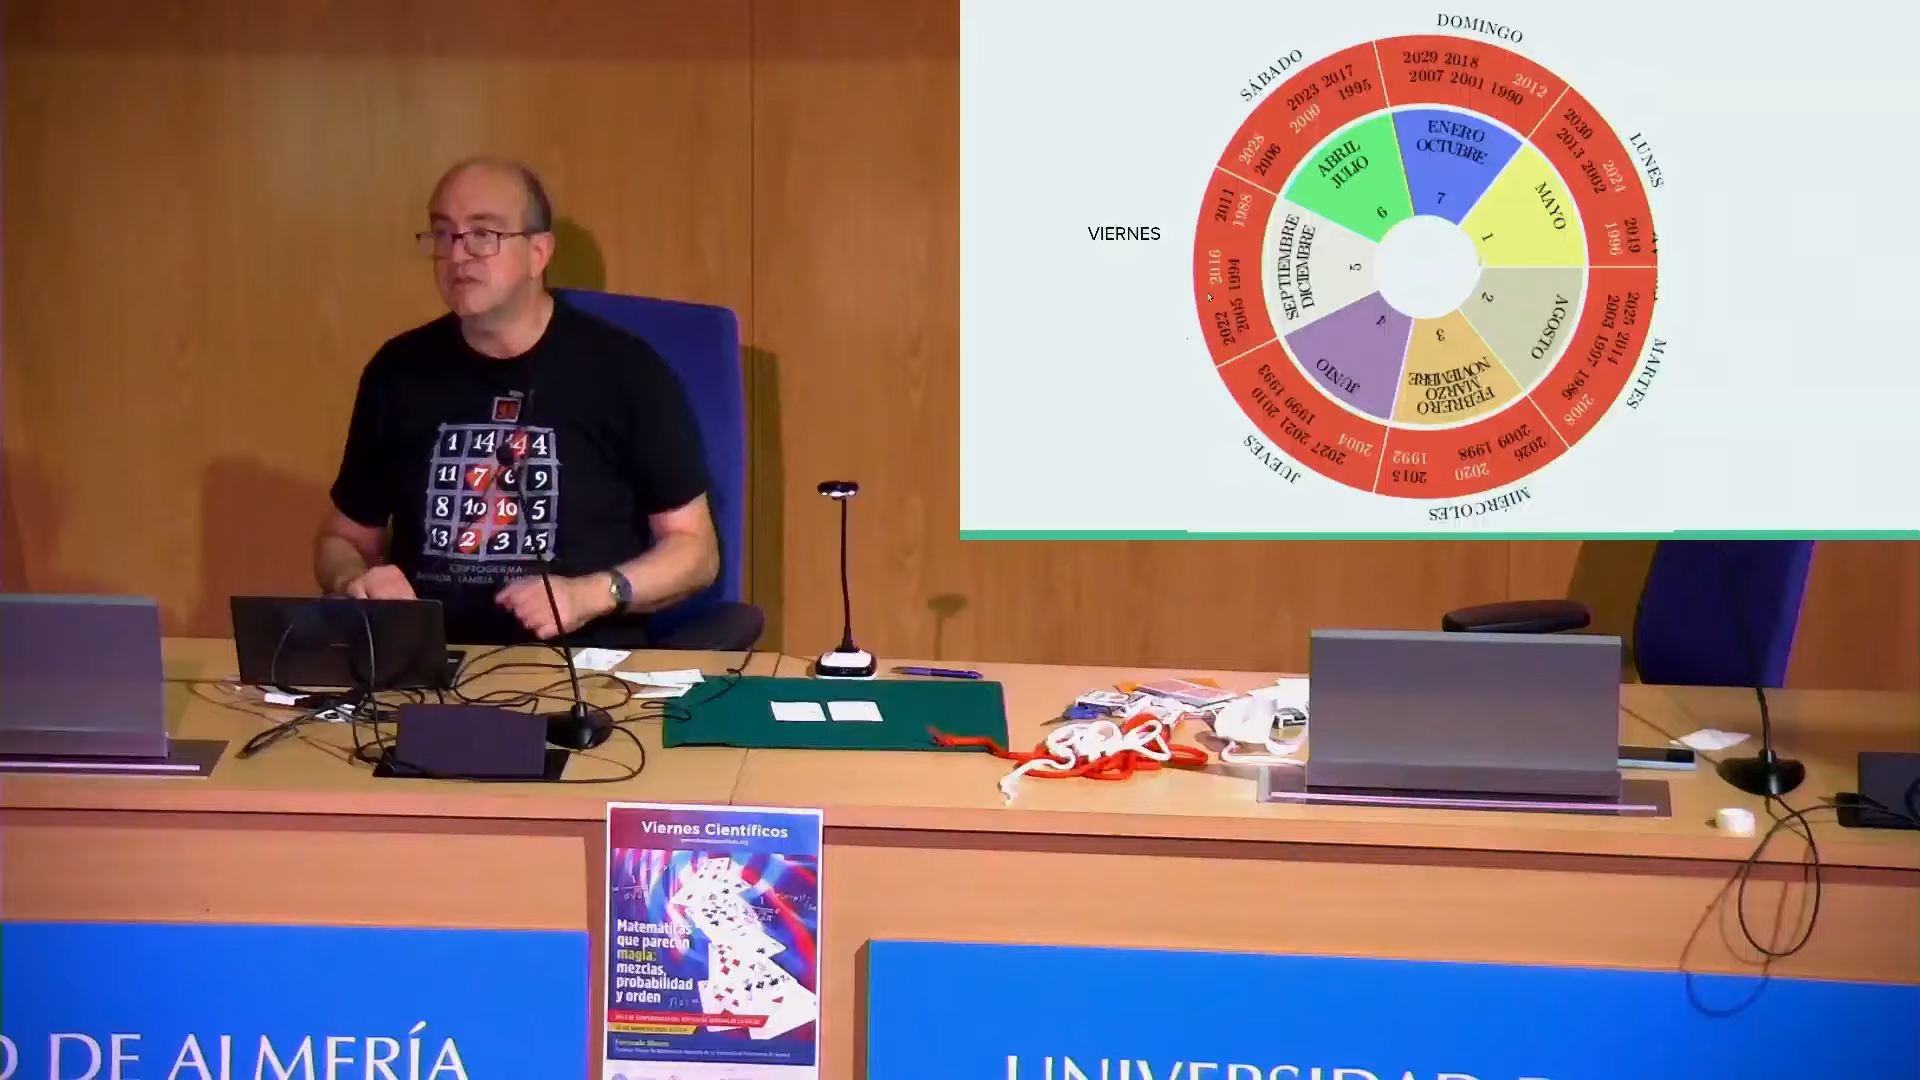 DOMINGO
2029 2018
2007 2001 1990
2012
SÁBADO
2023 2017
2000 1995
2028
2006
LUNES
2030
2013 2002
2024
2019
1996
ENERO
OCTUBRE
7
ABRIL
JULIO
6
MAYO
1
VIERNES
2011
1988
2016
1994
2005
2022
SEPTIEMBRE
DICIEMBRE
5
AGOSTO
2
MARTES
2025 2014
2003 1997 1986
2008
JUNIO
4
FEBRERO
MARZO
NOVIEMBRE
3
JUEVES
1999 1993
2027 2021 2010
2004
MIÉRCOLES
2015
1992
2020
1998 2009
2026
1 14 14 4
11 7 6 9
8 10 10 5
13 2 3 15
Viernes Científicos
Matemáticas
que parecen
magia:
mezclas,
probabilidad
y orden
Fernando Blasco
DE ALMERÍA
UNIVERSIDAD D